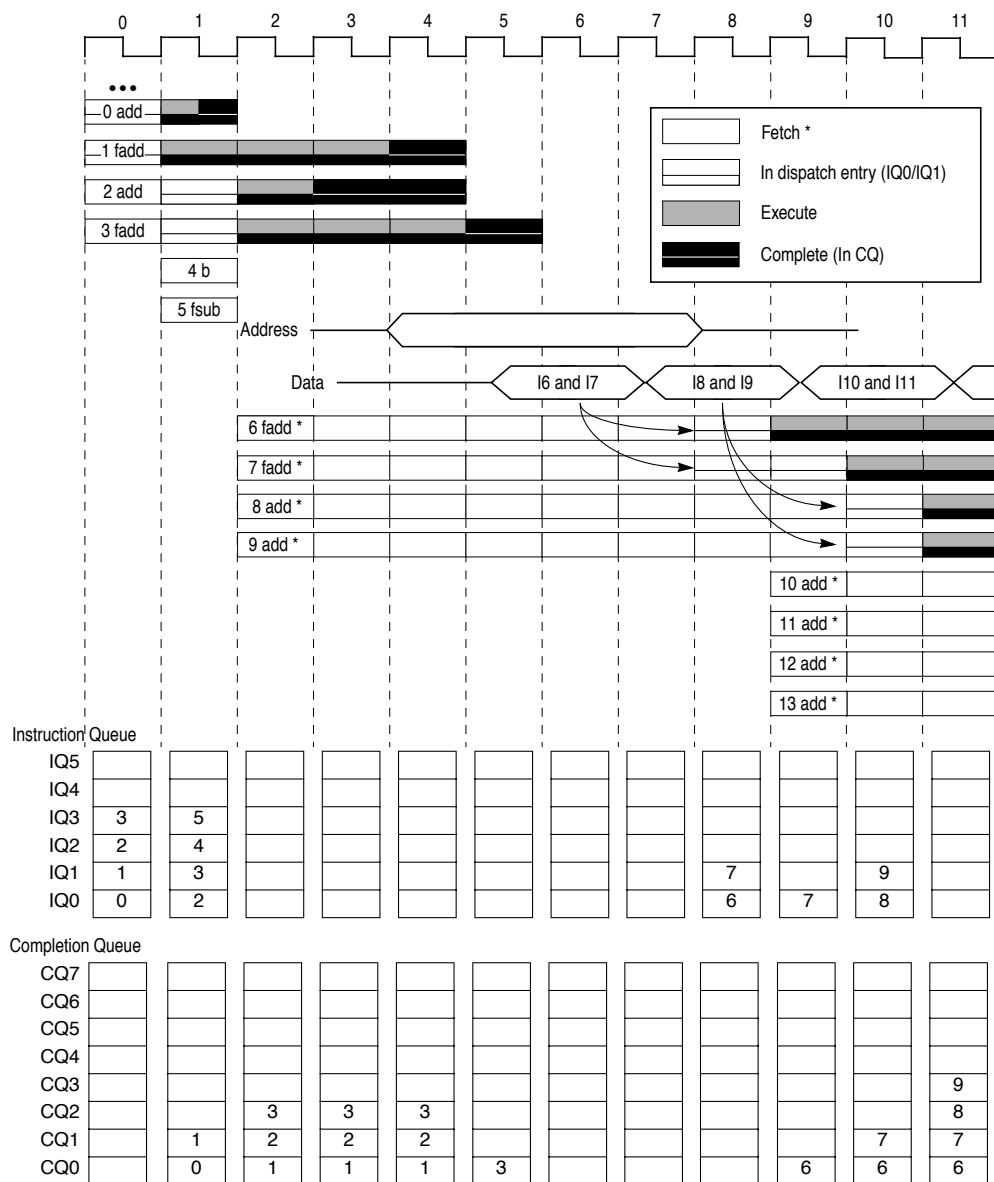 0 1 2 3 4 5 6 7 8 9 10 11
•••
0 add
1 fadd
2 add
3 fadd
4 b
5 fsub
Fetch *
In dispatch entry (IQ0/IQ1)
Execute
Complete (In CQ)
Address
Data
I6 and I7
I8 and I9
I10 and I11
6 fadd *
7 fadd *
8 add *
9 add *
10 add *
11 add *
12 add *
13 add *
Instruction Queue
IQ5
IQ4
IQ3 3 5
IQ2 2 4
IQ1 1 3 7 9
IQ0 0 2 6 7 8
Completion Queue
CQ7
CQ6
CQ5
CQ4
CQ3 9
CQ2 3 3 3 8
CQ1 1 2 2 2 7 7
CQ0 0 1 1 1 3 6 6 6